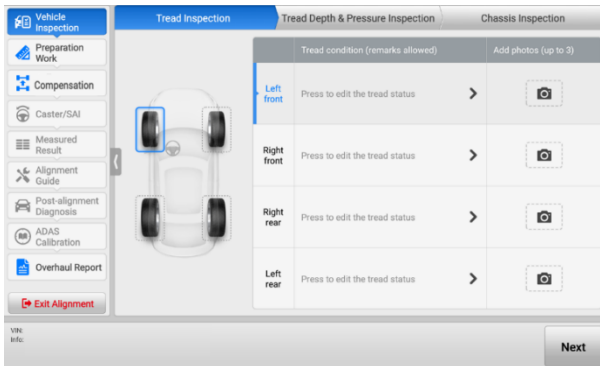 Vehicle
Inspection
Preparation
Work
Compensation
Caster/SAI
Measured
Result
Alignment
Guide
Post-alignment
Diagnosis
ADAS
Calibration
Overhaul Report
Exit Alignment
Tread Inspection
Tread Depth & Pressure Inspection
Chassis Inspection
Tread condition (remarks allowed)
Add photos (up to 3)
Left
front
Press to edit the tread status
Right
front
Press to edit the tread status
Right
rear
Press to edit the tread status
Left
rear
Press to edit the tread status
VIN:
Info:
Next